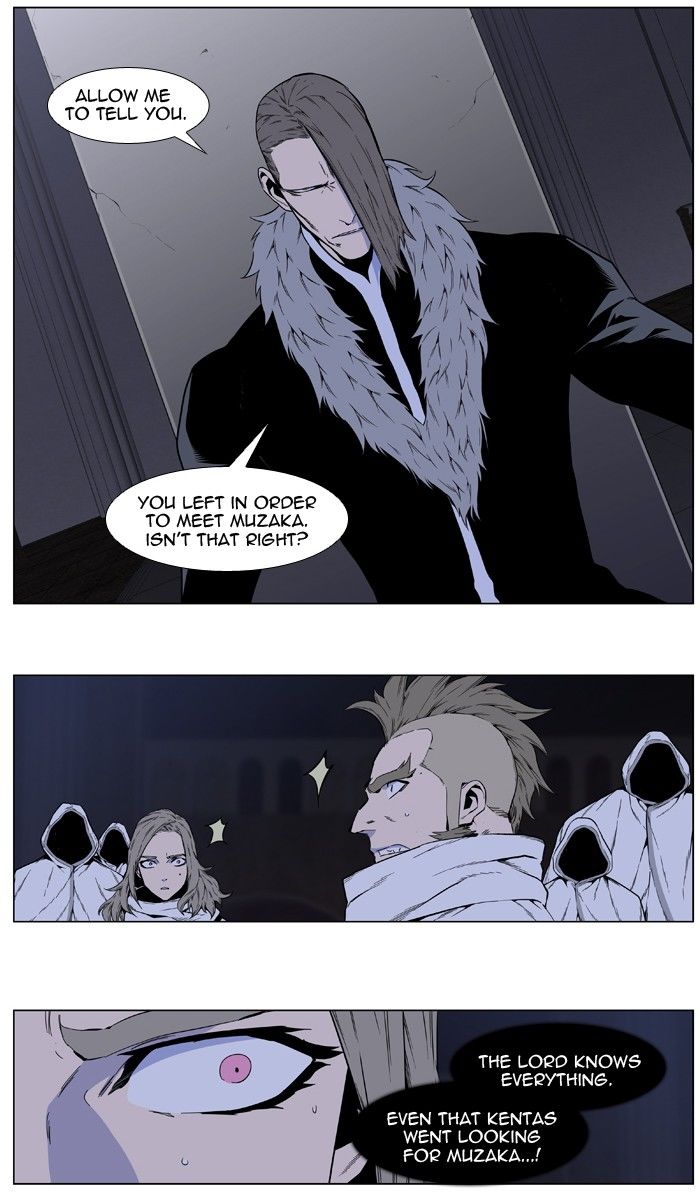 ALLOW ME
TO TELL YOU.
YOU LEFT IN ORDER
TO MEET MUZAKA.
ISN'T THAT RIGHT?
THE LORD KNOWS
EVERYTHING.
EVEN THAT KENTAS
WENT LOOKING
FOR MUZAKA...!